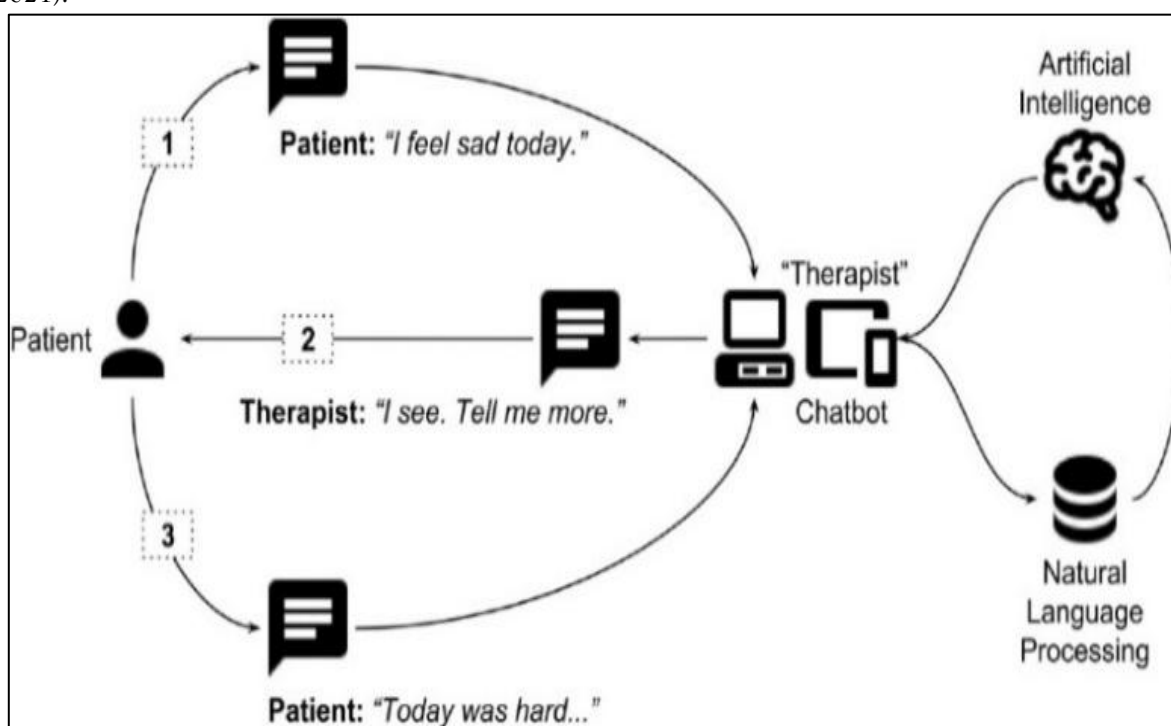 Artificial
Intelligence
1
Patient: "I feel sad today."
"Therapist"
Patient
2
Therapist: "I see. Tell me more."
Chatbot
3
Natural
Language
Processing
Patient: "Today was hard..."